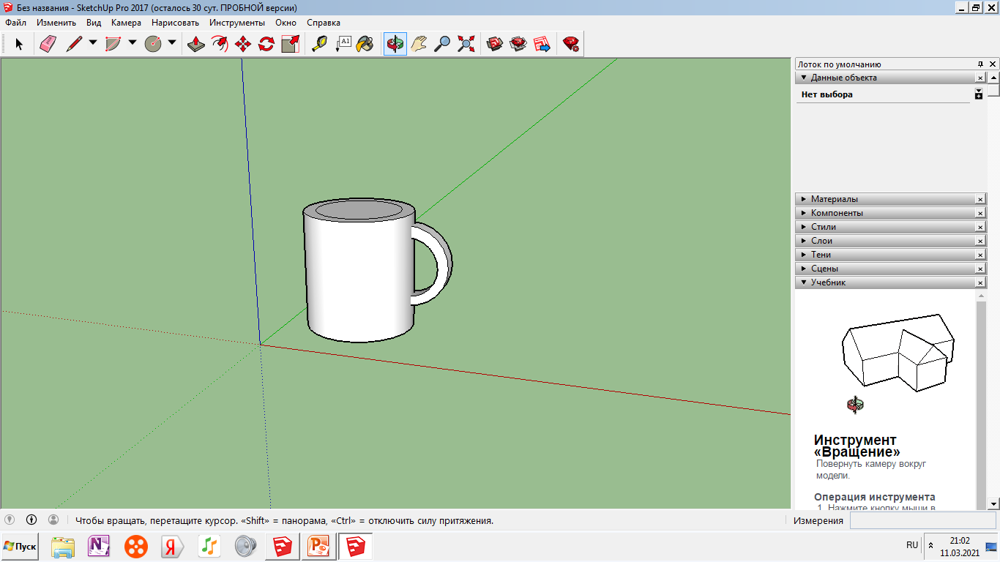 Без названия - SketchUp Pro 2017 (осталось 30 сут. ПРОБНОЙ версии)
Файл Изменить Вид Камера Нарисовать Инструменты Окно Справка
A1
Лоток по умолчанию
Данные объекта
Нет выбора
Материалы
Компоненты
Стили
Слои
Тени
Сцены
Учебник
Инструмент
«Вращение»
Повернуть камеру вокруг
модели.
Операция инструмента
1. Нажмите кнопку мыши в
Чтобы вращать, перетащите курсор. «Shift» = панорама, «Ctrl» = отключить силу притяжения.
Измерения
Пуск
N
Я
P
RU
21:02
11.03.2021